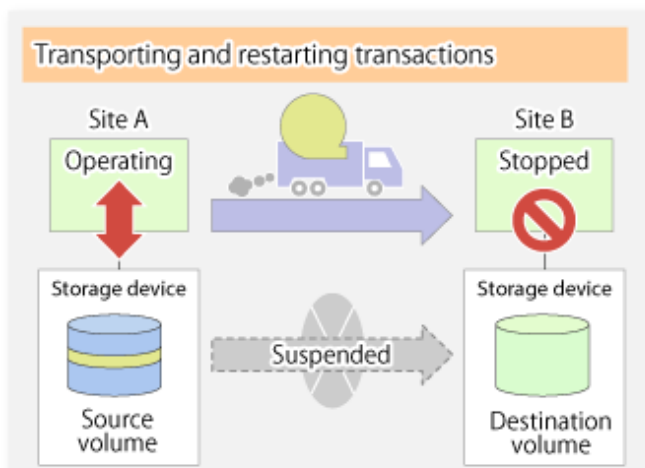 Transporting and restarting transactions
Site A
Site B
Operating
Stopped
Storage device
Storage device
Suspended
Source
volume
Destination
volume